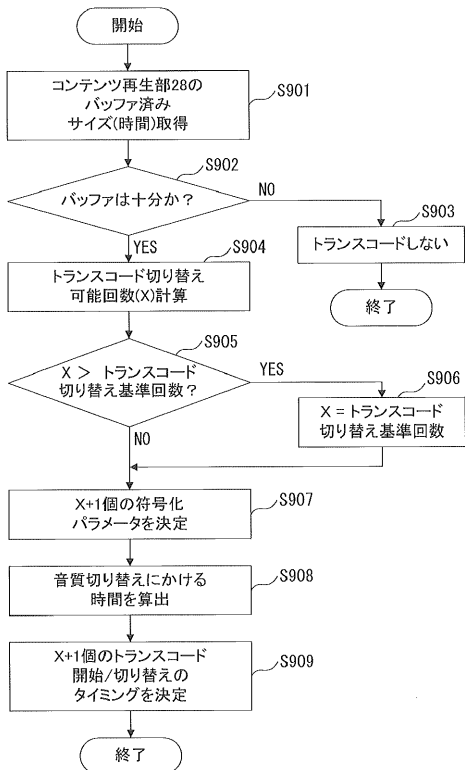 開始
コンテンツ再生部28の
バッファ済み
サイズ(時間)取得
S901
バッファは十分か?
S902
NO
YES
S903
トランスコードしない
終了
S904
トランスコード切り替え
可能回数(X)計算
S905
X > トランスコード
切り替え基準回数?
YES
NO
S906
X = トランスコード
切り替え基準回数
X+1個の符号化
パラメータを決定
S907
音質切り替えにかける
時間を算出
S908
X+1個のトランスコード
開始/切り替えの
タイミングを決定
S909
終了